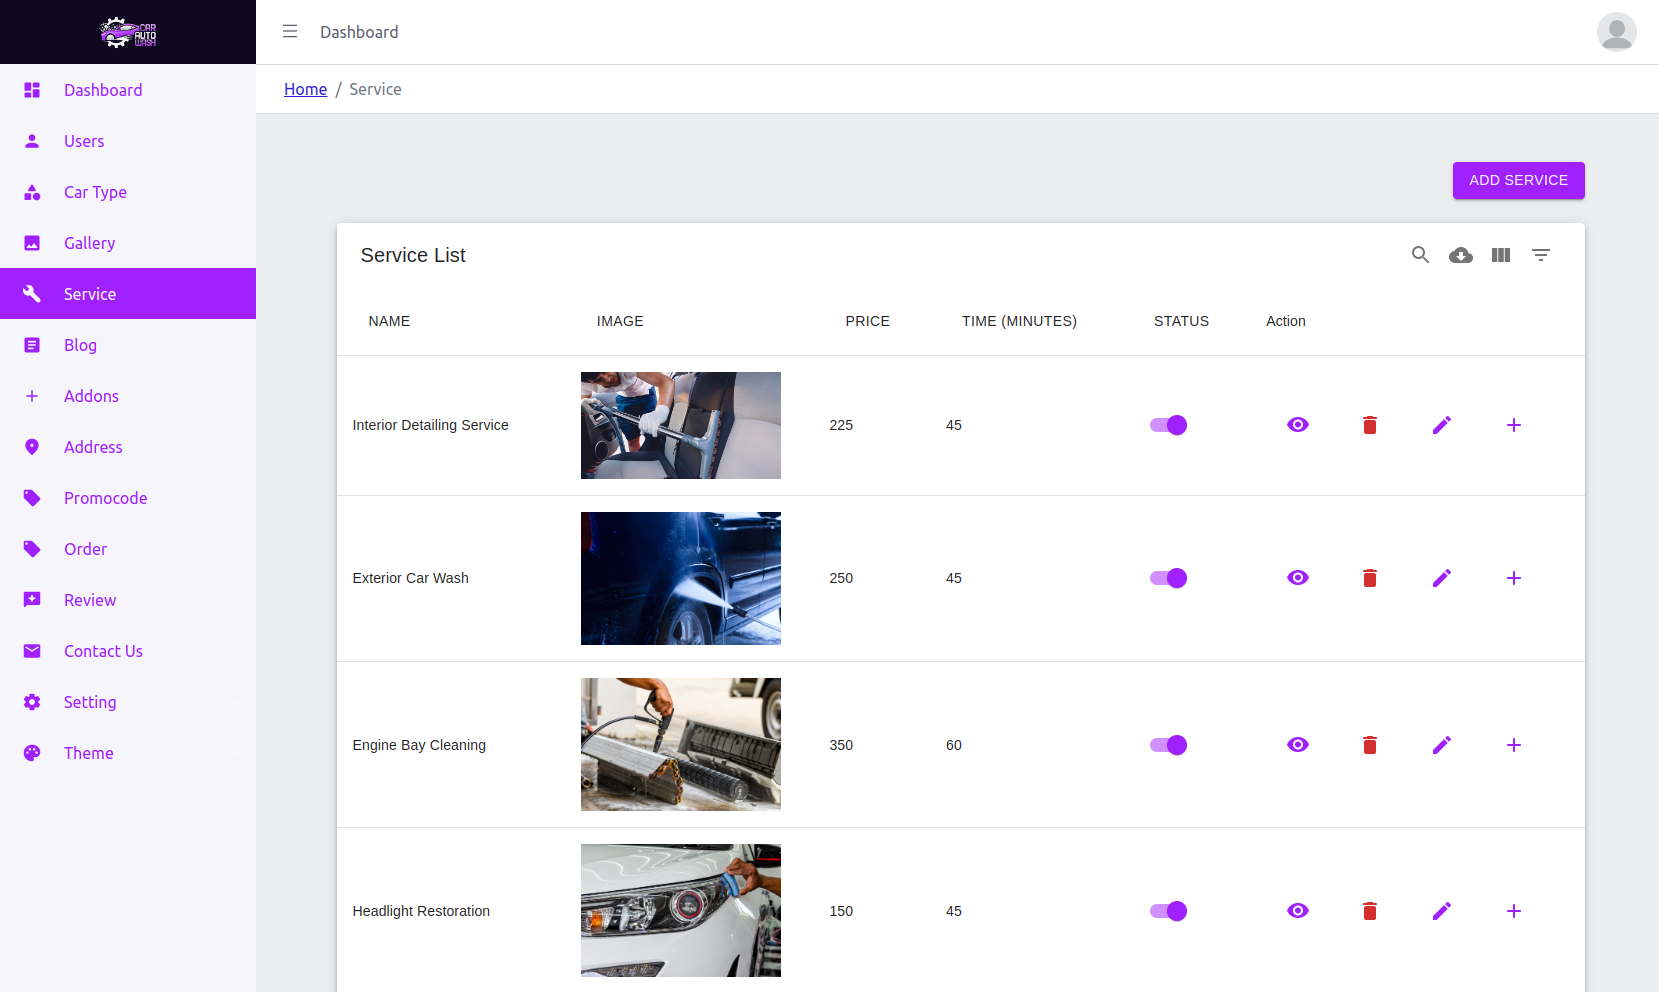 CAR
AUTO
WASH
Dashboard
Home / Service
Dashboard
Users
Car Type
Gallery
Service
Blog
Addons
Address
Promocode
Order
Review
Contact Us
Setting
Theme
ADD SERVICE
Service List
NAME IMAGE PRICE TIME (MINUTES) STATUS Action
Interior Detailing Service 225 45
Exterior Car Wash 250 45
Engine Bay Cleaning 350 60
Headlight Restoration 150 45